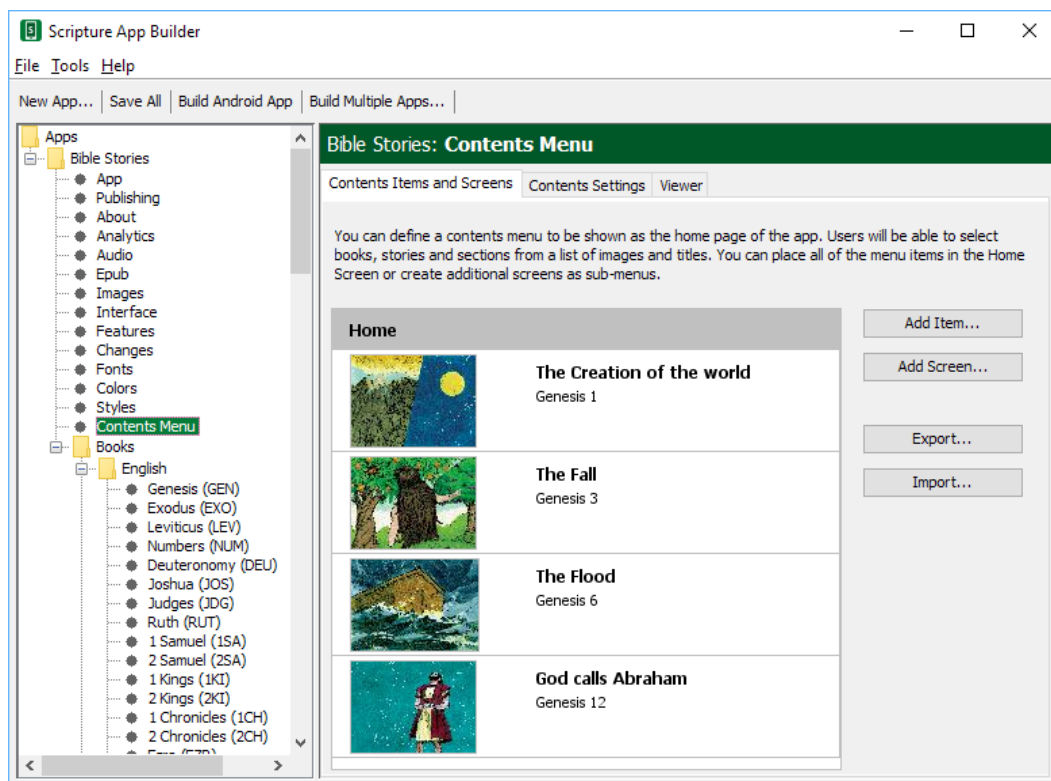 Scripture App Builder
File Tools Help
New App... Save All Build Android App Build Multiple Apps...
Apps
Bible Stories
App
Publishing
About
Analytics
Audio
Epub
Images
Interface
Features
Changes
Fonts
Colors
Styles
Contents Menu
Books
English
Genesis (GEN)
Exodus (EXO)
Leviticus (LEV)
Numbers (NUM)
Deuteronomy (DEU)
Joshua (JOS)
Judges (JDG)
Ruth (RUT)
1 Samuel (1SA)
2 Samuel (2SA)
1 Kings (1KI)
2 Kings (2KI)
1 Chronicles (1CH)
2 Chronicles (2CH)
Bible Stories: Contents Menu
Contents Items and Screens Contents Settings Viewer
You can define a contents menu to be shown as the home page of the app. Users will be able to select
books, stories and sections from a list of images and titles. You can place all of the menu items in the Home
Screen or create additional screens as sub-menus.
Home
The Creation of the world
Genesis 1
The Fall
Genesis 3
The Flood
Genesis 6
God calls Abraham
Genesis 12
Add Item...
Add Screen...
Export...
Import...